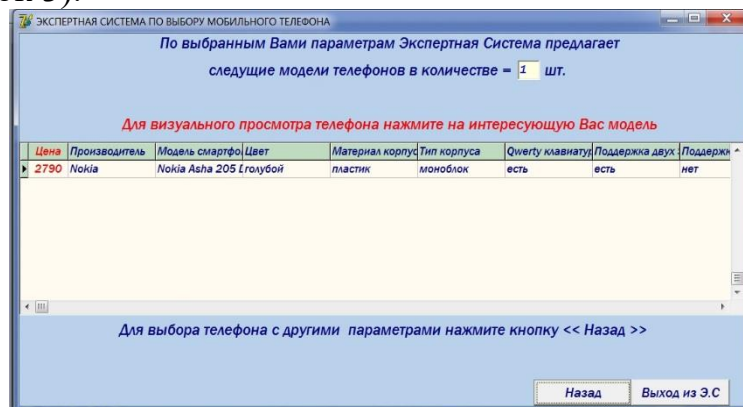 ЭКСПЕРТНАЯ СИСТЕМА ПО ВЫБОРУ МОБИЛЬНОГО ТЕЛЕФОНА
По выбранным Вами параметрам Экспертная Система предлагает
следущие модели телефонов в количестве = 1 шт.
Для визуального просмотра телефона нажмите на интересующую Вас модель
Цена Производитель Модель смартфо Цвет Материал корпус Тип корпуса Qwerty клавиатур Поддержка двух Поддержк
2790 Nokia Nokia Asha 205 голубой пластик моноблок есть есть нет
Для выбора телефона с другими параметрами нажмите кнопку << Назад >>
Назад Выход из Э.С